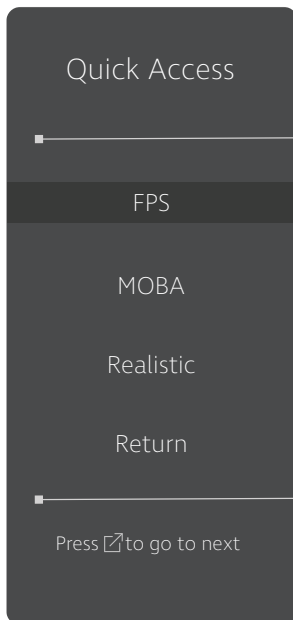 Quick Access
FPS
MOBA
Realistic
Return
Press to go to next